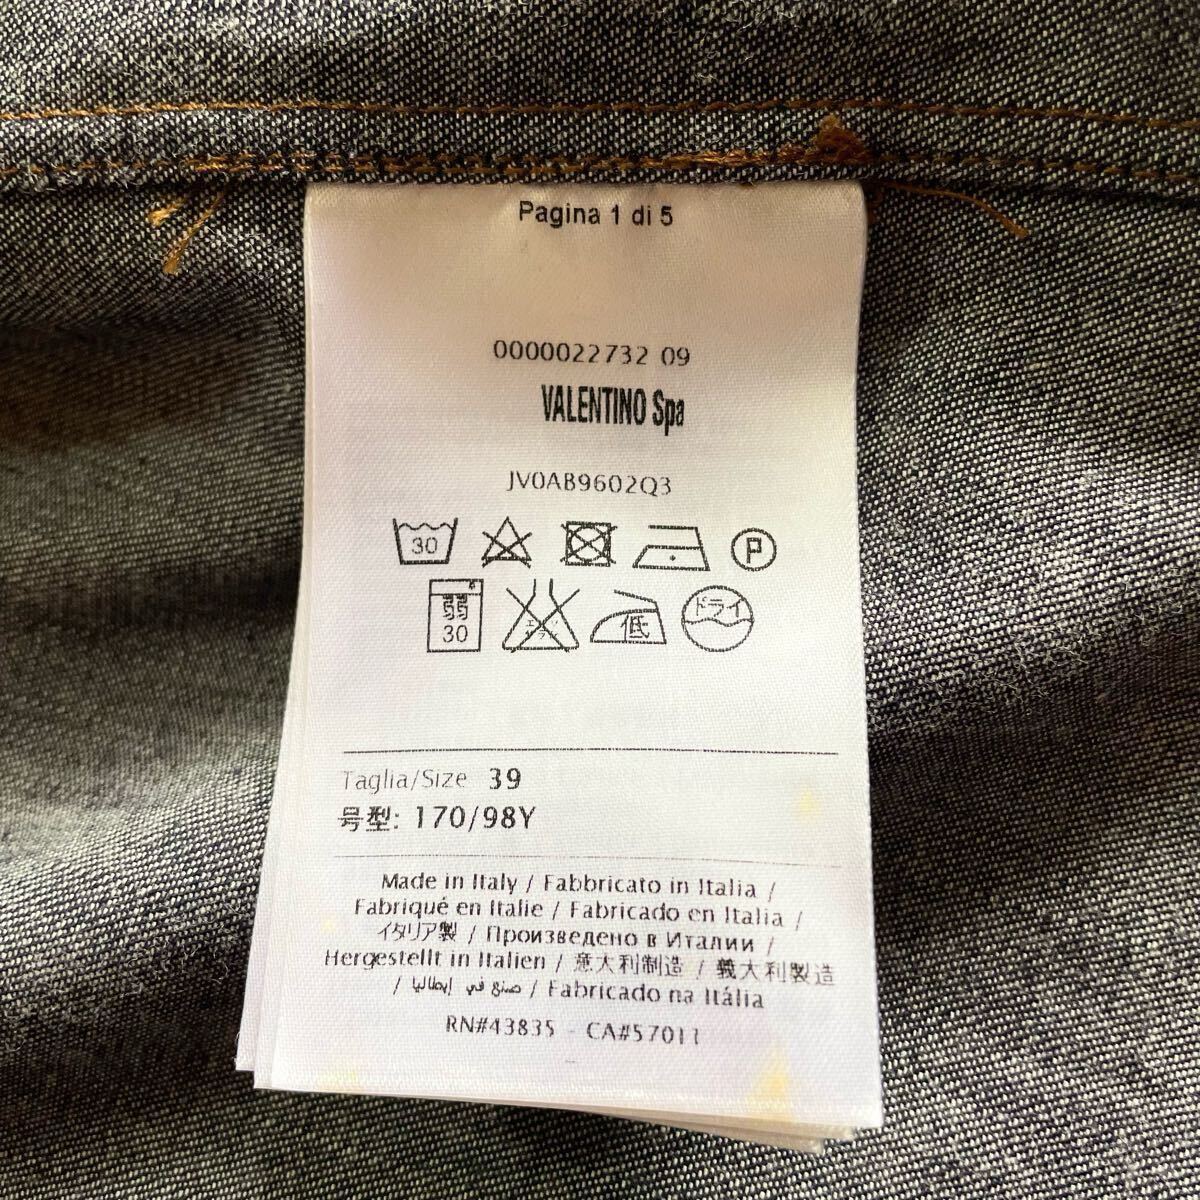 Pagina 1 di 5
0000022732 09
VALENTINO Spa
JV0AB9602Q3
30 P
弱 低 ドライ
30
Taglia/Size 39
号型: 170/98Y
Made in Italy / Fabbricato in Italia /
Fabriqué en Italie / Fabricado en Italia /
イタリア製 / Произведено в Италии /
Hergestellt in Italien / 意大利制造 / 義大利製造
/ صنع في إيطاليا / Fabricado na Itália
RN#43835 - CA#57011